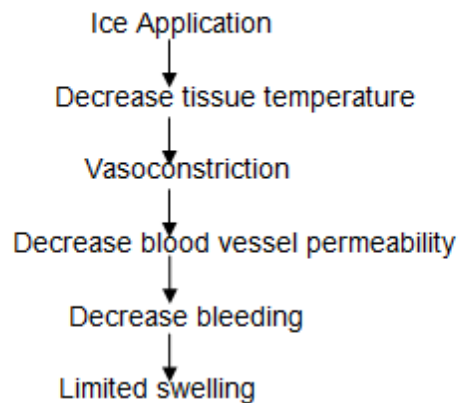 Ice Application
Decrease tissue temperature
Vasoconstriction
Decrease blood vessel permeability
Decrease bleeding
Limited swelling